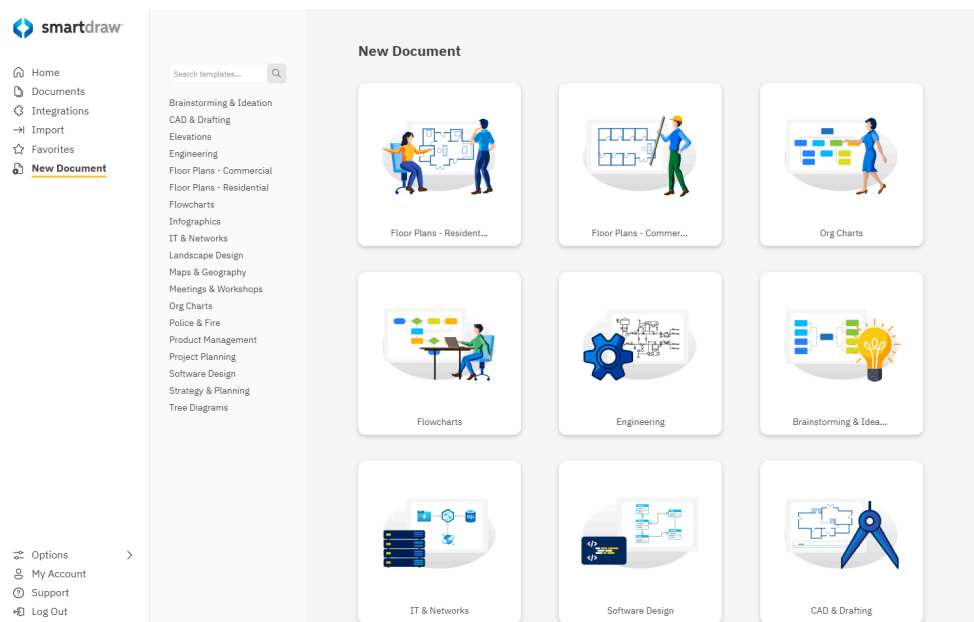 smartdraw
Home
Documents
Integrations
Import
Favorites
New Document
Options
My Account
Support
Log Out
Search templates...
Brainstorming & Ideation
CAD & Drafting
Elevations
Engineering
Floor Plans - Commercial
Floor Plans - Residential
Flowcharts
Infographics
IT & Networks
Landscape Design
Maps & Geography
Meetings & Workshops
Org Charts
Police & Fire
Product Management
Project Planning
Software Design
Strategy & Planning
Tree Diagrams
New Document
Floor Plans - Resident...
Floor Plans - Commer...
Org Charts
Flowcharts
Engineering
Brainstorming & Idea...
SQL
IT & Networks
</>
</>
Software Design
CAD & Drafting